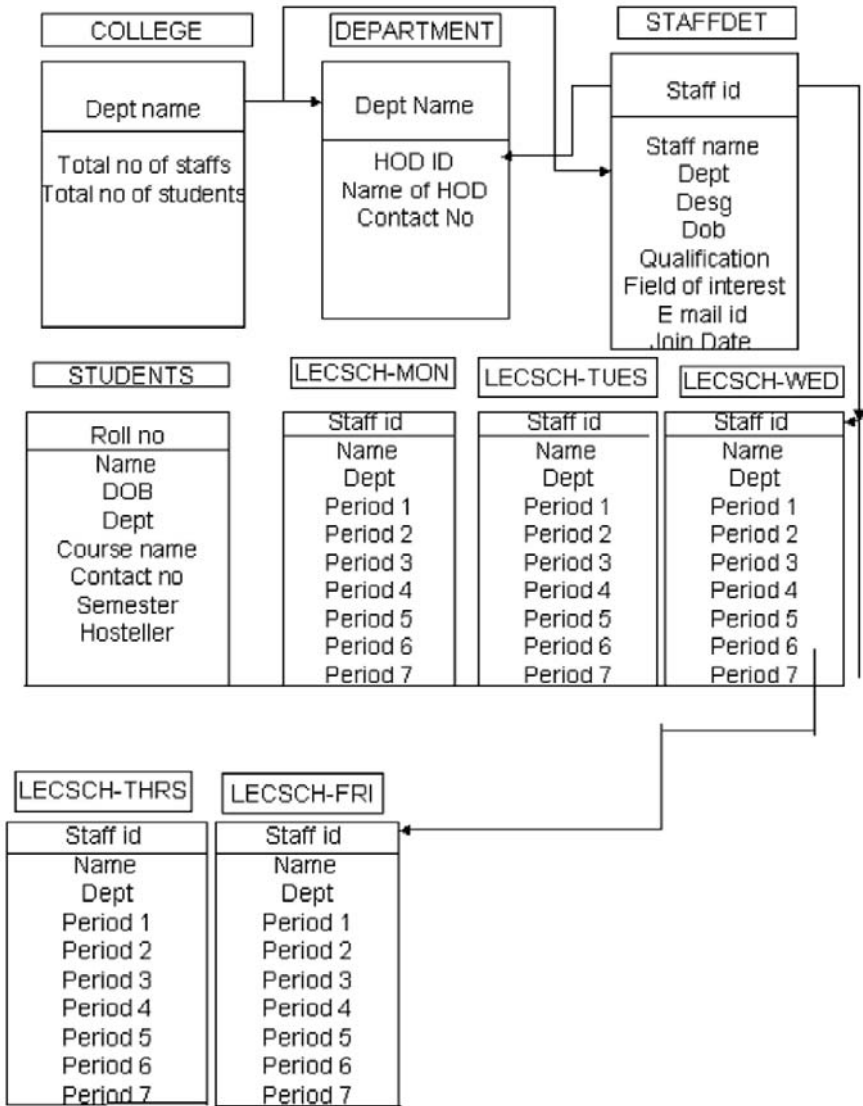 COLLEGE
Dept name
Total no of staffs
Total no of students
DEPARTMENT
Dept Name
HOD ID
Name of HOD
Contact No
STAFFDET
Staff id
Staff name
Dept
Desg
Dob
Qualification
Field of interest
E mail id
Join Date
STUDENTS
Roll no
Name
DOB
Dept
Course name
Contact no
Semester
Hosteller
LECSCH-MON
Staff id
Name
Dept
Period 1
Period 2
Period 3
Period 4
Period 5
Period 6
Period 7
LECSCH-TUES
Staff id
Name
Dept
Period 1
Period 2
Period 3
Period 4
Period 5
Period 6
Period 7
LECSCH-WED
Staff id
Name
Dept
Period 1
Period 2
Period 3
Period 4
Period 5
Period 6
Period 7
LECSCH-THRS
Staff id
Name
Dept
Period 1
Period 2
Period 3
Period 4
Period 5
Period 6
Period 7
LECSCH-FRI
Staff id
Name
Dept
Period 1
Period 2
Period 3
Period 4
Period 5
Period 6
Period 7